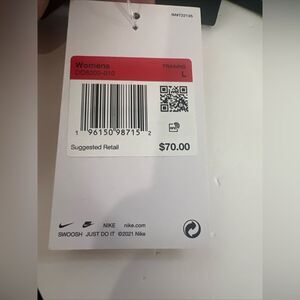 Womens
L
1 96150 98715 2
Suggested Retail
$70.00
NIKE nike.com
SWOOSH JUST DO IT ©2021 Nike